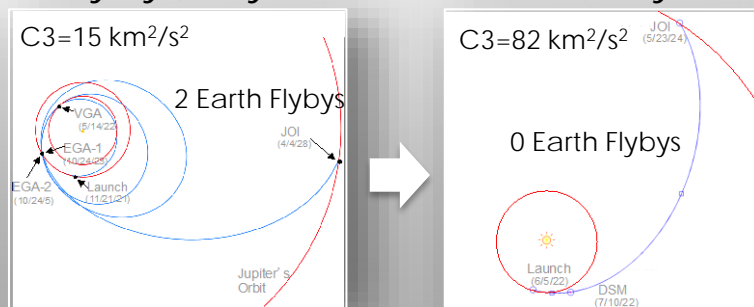 C3=15 km²/s²
2 Earth Flybys
VGA
(5/14/22)
EGA-1
(10/24/23)
JOI
(4/4/28)
EGA-2
(10/24/5)
Launch
(11/21/21)
Jupiter's
Orbit
C3=82 km²/s²
JOI
(5/23/24)
0 Earth Flybys
Launch
(6/5/22)
DSM
(7/10/22)